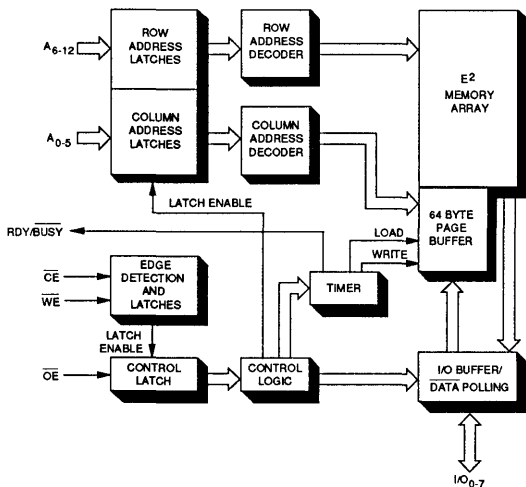 A6-12
ROW
ADDRESS
LATCHES
ROW
ADDRESS
DECODER
E2
MEMORY
ARRAY
A0-5
COLUMN
ADDRESS
LATCHES
COLUMN
ADDRESS
DECODER
LATCH ENABLE
64 BYTE
PAGE
BUFFER
RDY/BUSY
LOAD
WRITE
TIMER
CE
WE
EDGE
DETECTION
AND
LATCHES
LATCH
ENABLE
OE
CONTROL
LATCH
CONTROL
LOGIC
I/O BUFFER/
DATA POLLING
I/O0-7